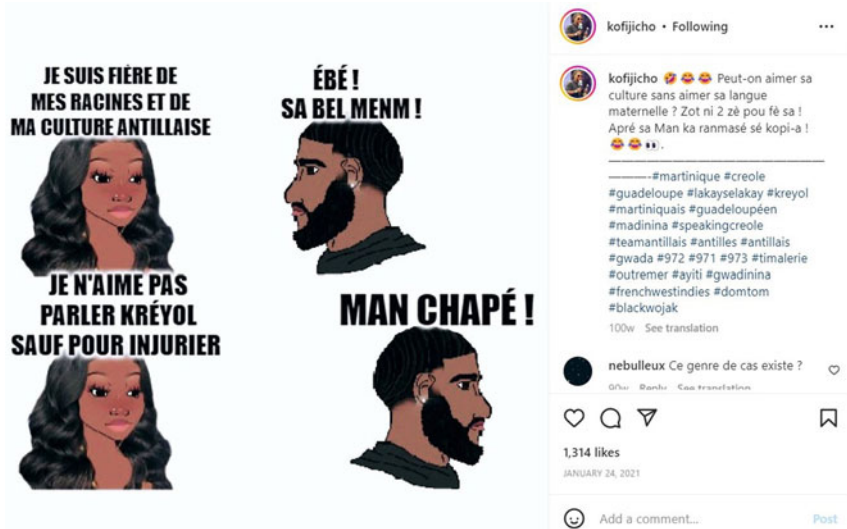 JE SUIS FIÈRE DE
MES RACINES ET DE
MA CULTURE ANTILLAISE
ÉBÉ !
SA BEL MENM !
JE N'AIME PAS
PARLER KRÉYOL
SAUF POUR INJURIER
MAN CHAPÉ !
kofijicho • Following
kofijicho 🤣 😂 😂 Peut-on aimer sa
culture sans aimer sa langue
maternelle ? Zot ni 2 zè pou fè sa !
Apré sa Man ka ranmasé sé kopi-a !
😂 😂 👀.
————————————————————
————-#martinique #creole
#guadeloupe #lakayselakay #kreyol
#martiniquais #guadeloupéen
#madinina #speakingcreole
#teamantillais #antilles #antillais
#gwada #972 #971 #973 #timalerie
#outremer #ayiti #gwadinina
#frenchwestindies #domtom
#blackwojak
100w See translation
nebulleux Ce genre de cas existe ?
90w Reply See translation
1,314 likes
JANUARY 24, 2021
Add a comment... Post